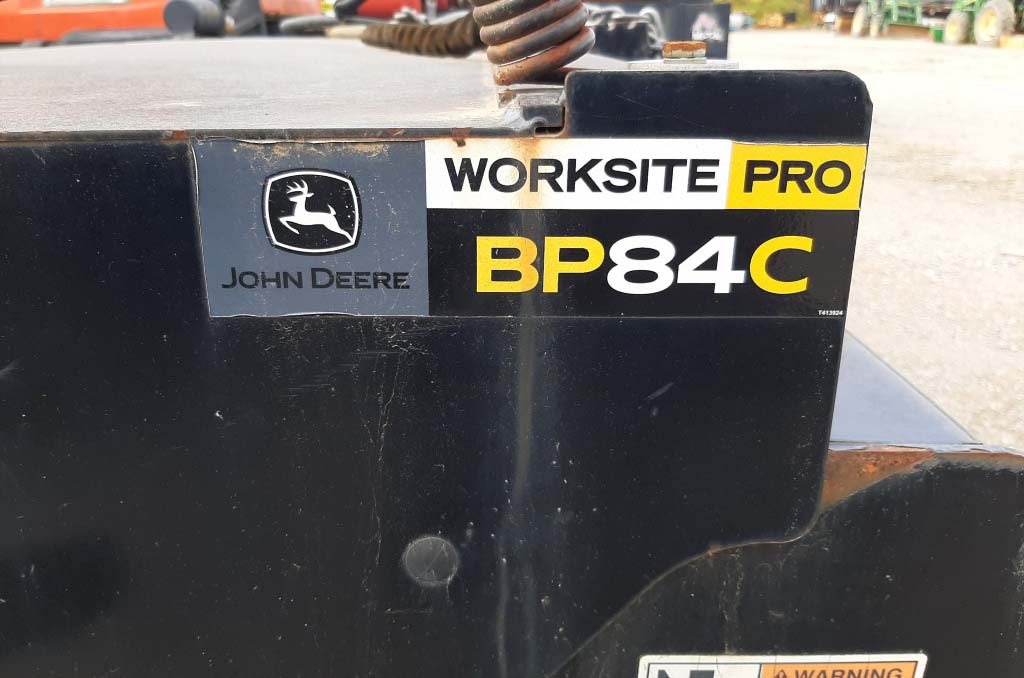 WORKSITE PRO
JOHN DEERE
BP84C
T413924
WARNING